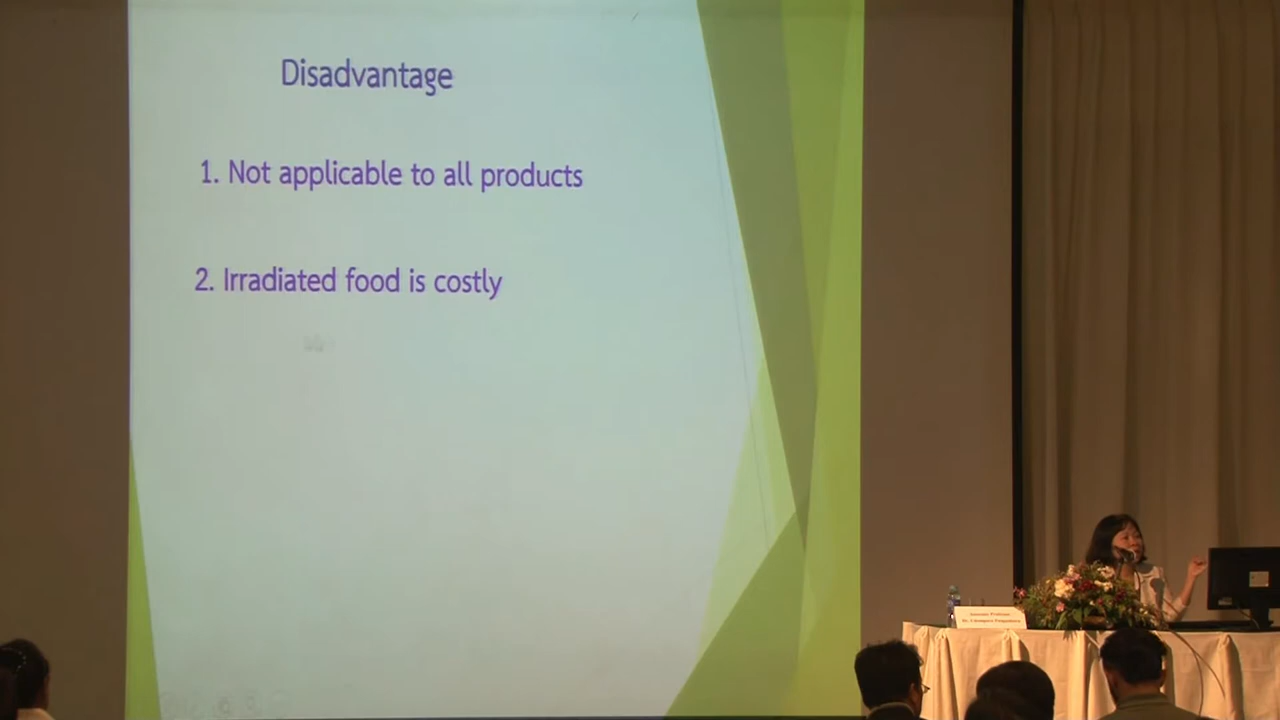 Disadvantage
1. Not applicable to all products
2. Irradiated food is costly